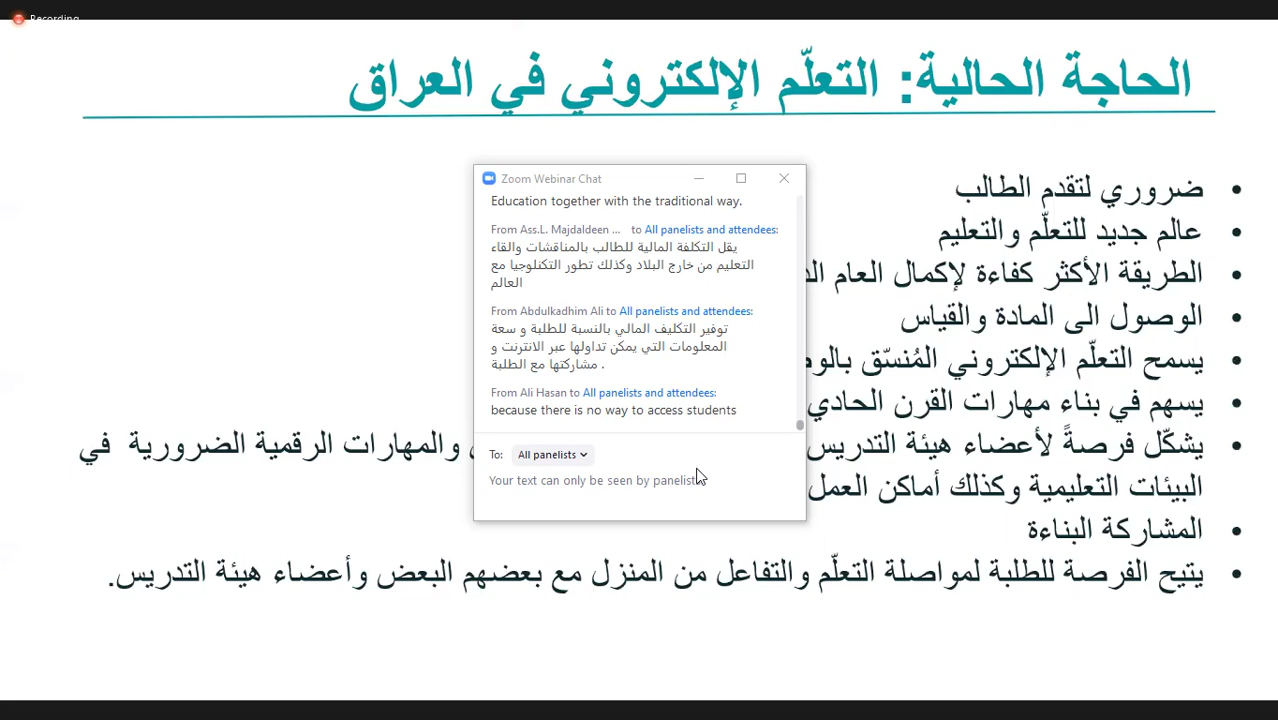 Recording
الحاجة الحالية: التعلّم الإلكتروني في العراق
ضروري لتقدم الطالب
عالم جديد للتعلّم والتعليم
الطريقة الأكثر كفاءة لإكمال العام
الوصول الى المادة والقياس
يسمح التعلّم الإلكتروني المُنسّق
يسهم في بناء مهارات القرن الحادي
يشكّل فرصةً لأعضاء هيئة التدريس
والمهارات الرقمية الضرورية في
البيئات التعليمية وكذلك أماكن العمل
المشاركة البناءة
يتيح الفرصة للطلبة لمواصلة التعلّم والتفاعل من المنزل مع بعضهم البعض وأعضاء هيئة التدريس.
Zoom Webinar Chat
Education together with the traditional way.
From Ass.L. Majdaldeen ... to All panelists and attendees:
يقل التكلفة المالية للطالب بالمناقشات والقاء
التعليم من خارج البلاد وكذلك تطور التكنلوجيا مع
العالم
From Abdulkadhim Ali to All panelists and attendees:
توفير التكليف المالي بالنسبة للطلبة و سعة
المعلومات التي يمكن تداولها عبر الانترنت و
مشاركتها مع الطلبة .
From Ali Hasan to All panelists and attendees:
because there is no way to access students
To: All panelists
Your text can only be seen by panelist